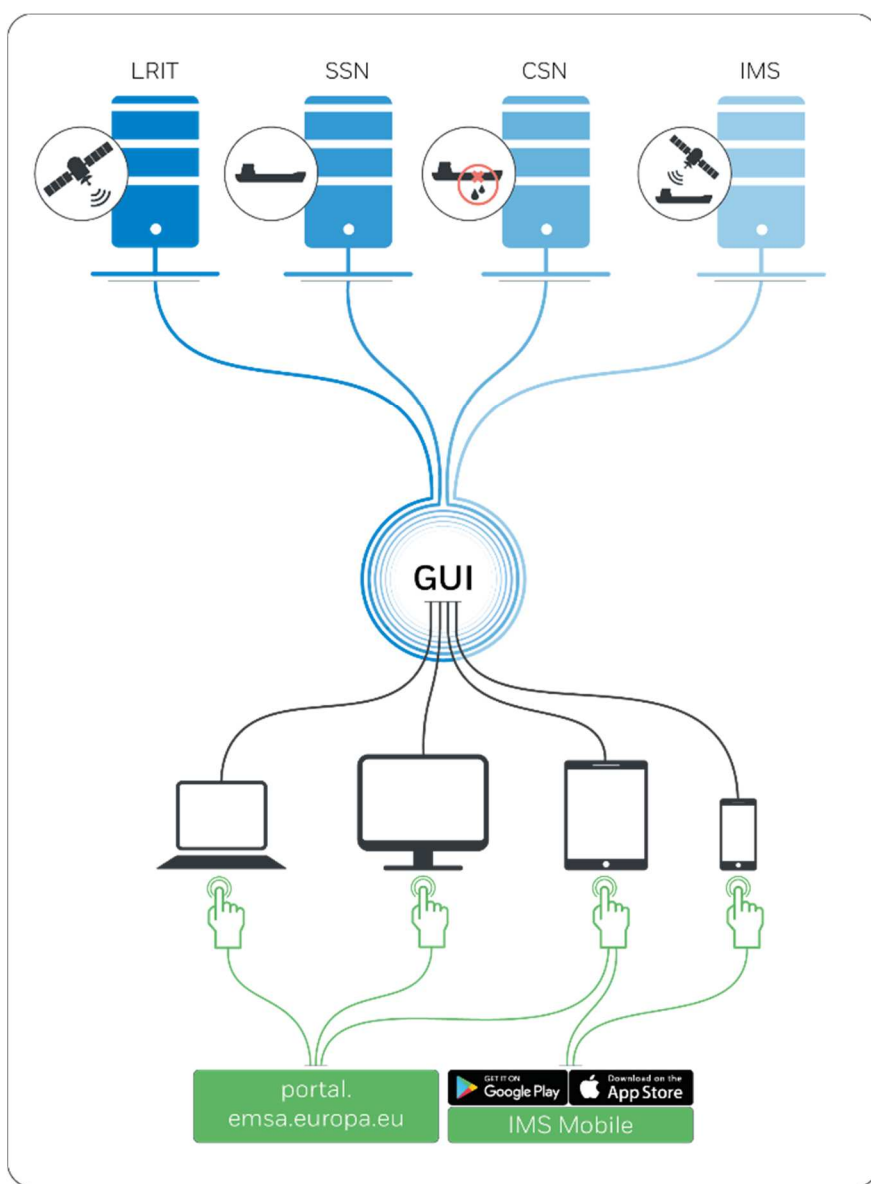 LRIT
SSN
CSN
IMS
GUI
portal.
emsa.europa.eu
GET IT ON
Google Play
Download on the
App Store
IMS Mobile